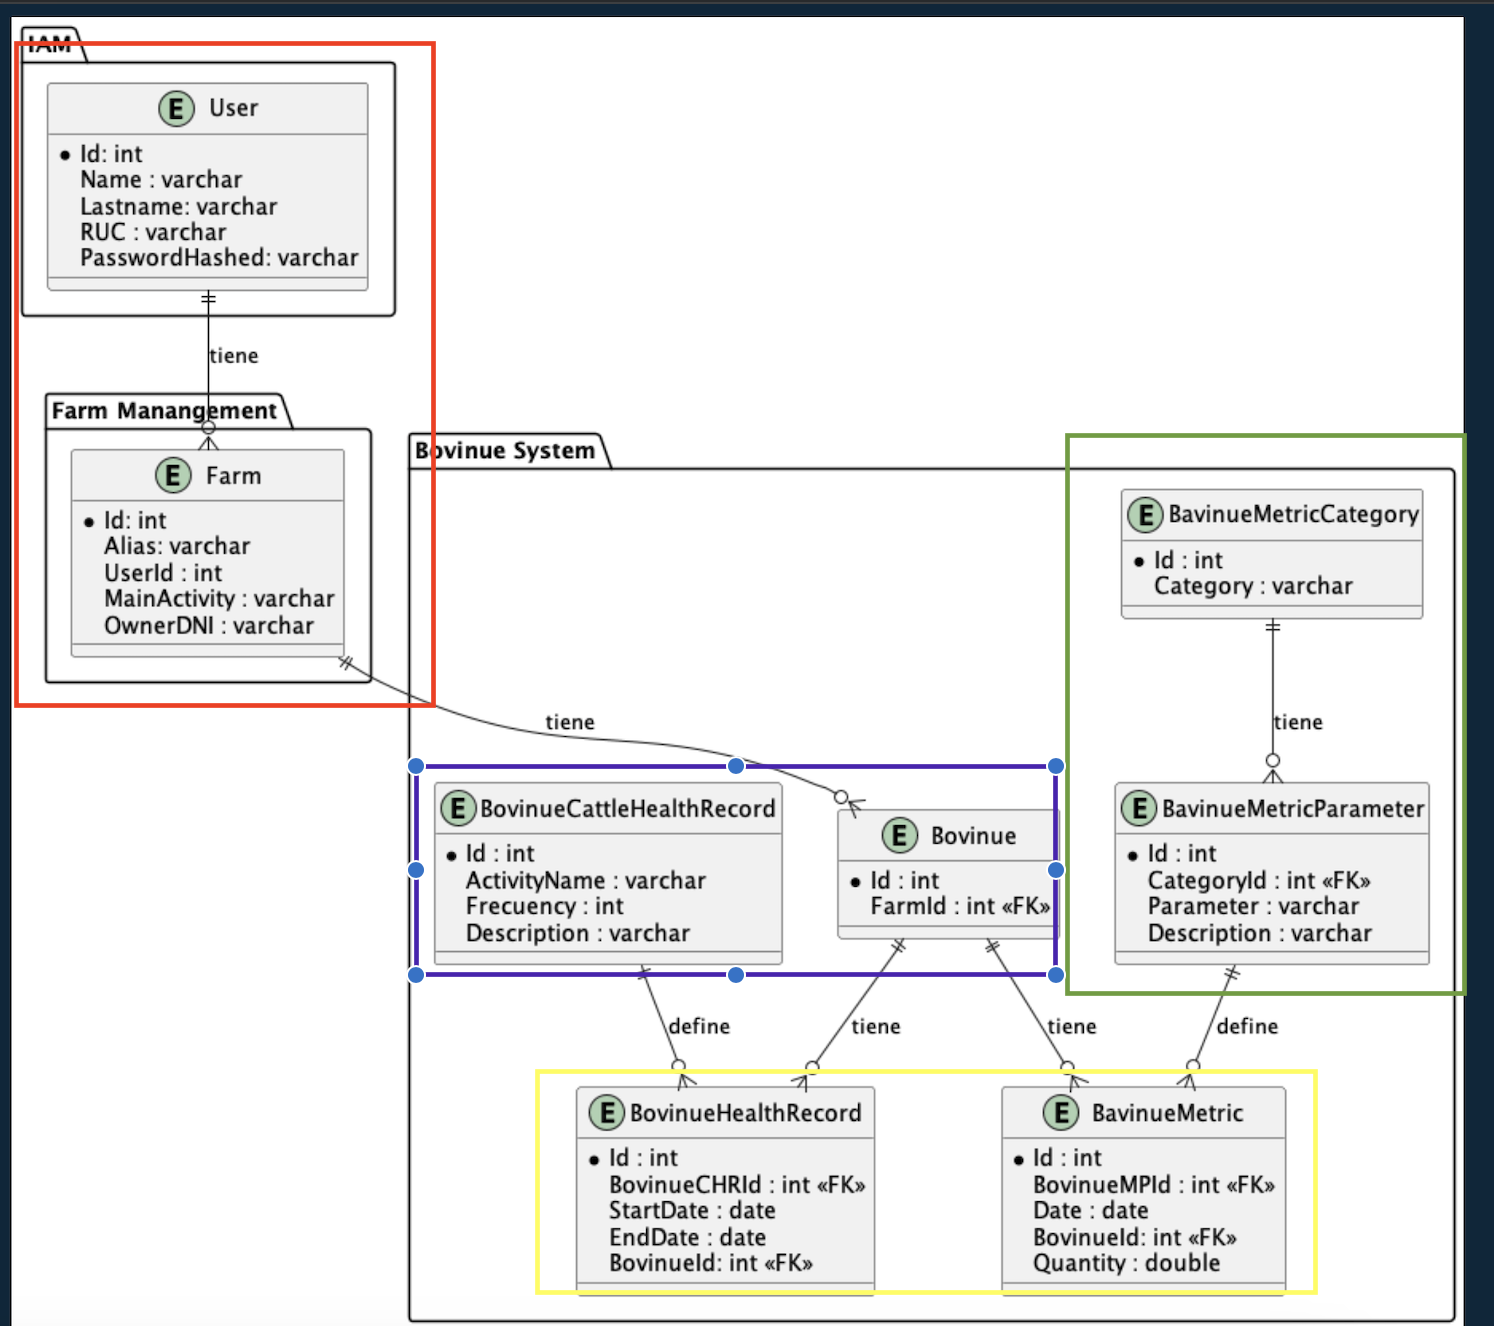 IAM
E User
Id: int
Name : varchar
Lastname: varchar
RUC : varchar
PasswordHashed: varchar
tiene
Farm Manangement
E Farm
Id: int
Alias: varchar
UserId : int
MainActivity : varchar
OwnerDNI : varchar
tiene
Bovinue System
E BavinueMetricCategory
Id : int
Category : varchar
tiene
E BovinueCattleHealthRecord
Id : int
ActivityName : varchar
Frecuency : int
Description : varchar
E Bovinue
Id : int
FarmId : int «FK»
E BavinueMetricParameter
Id : int
CategoryId : int «FK»
Parameter : varchar
Description : varchar
define
tiene
tiene
define
E BovinueHealthRecord
Id : int
BovinueCHRId : int «FK»
StartDate : date
EndDate : date
BovinueId: int «FK»
E BavinueMetric
Id : int
BovinueMPId : int «FK»
Date : date
BovinueId: int «FK»
Quantity : double